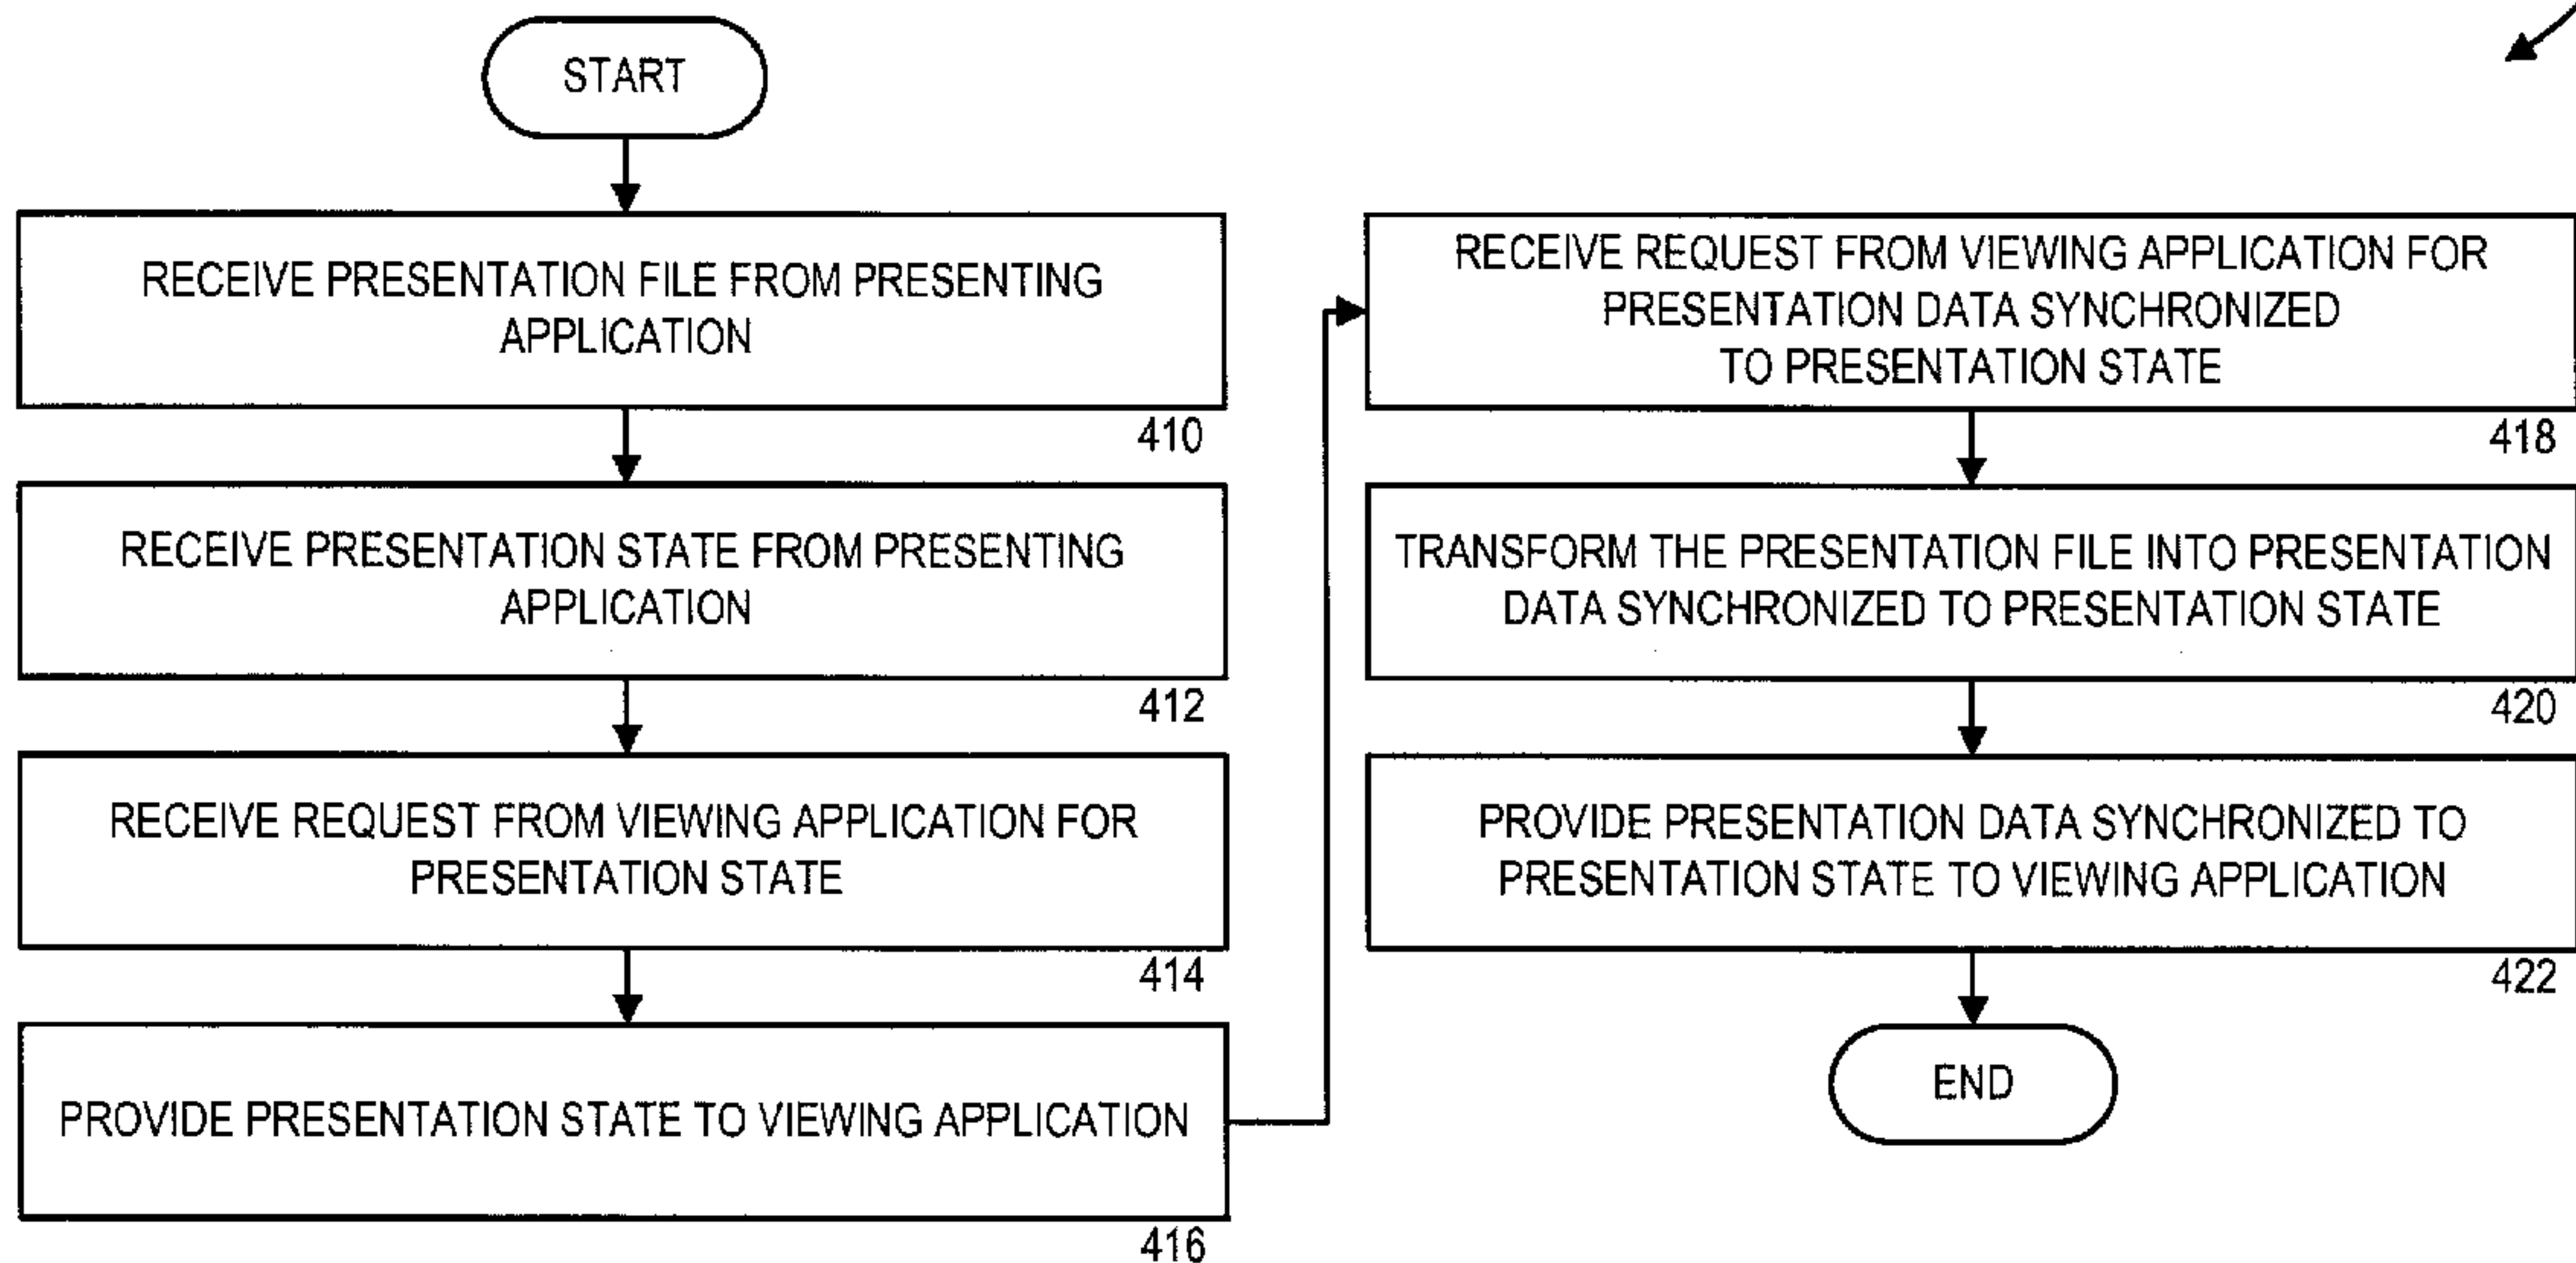 START
RECEIVE PRESENTATION FILE FROM PRESENTING
APPLICATION
410
RECEIVE PRESENTATION STATE FROM PRESENTING
APPLICATION
412
RECEIVE REQUEST FROM VIEWING APPLICATION FOR
PRESENTATION STATE
414
PROVIDE PRESENTATION STATE TO VIEWING APPLICATION
416
RECEIVE REQUEST FROM VIEWING APPLICATION FOR
PRESENTATION DATA SYNCHRONIZED
TO PRESENTATION STATE
418
TRANSFORM THE PRESENTATION FILE INTO PRESENTATION
DATA SYNCHRONIZED TO PRESENTATION STATE
420
PROVIDE PRESENTATION DATA SYNCHRONIZED TO
PRESENTATION STATE TO VIEWING APPLICATION
422
END